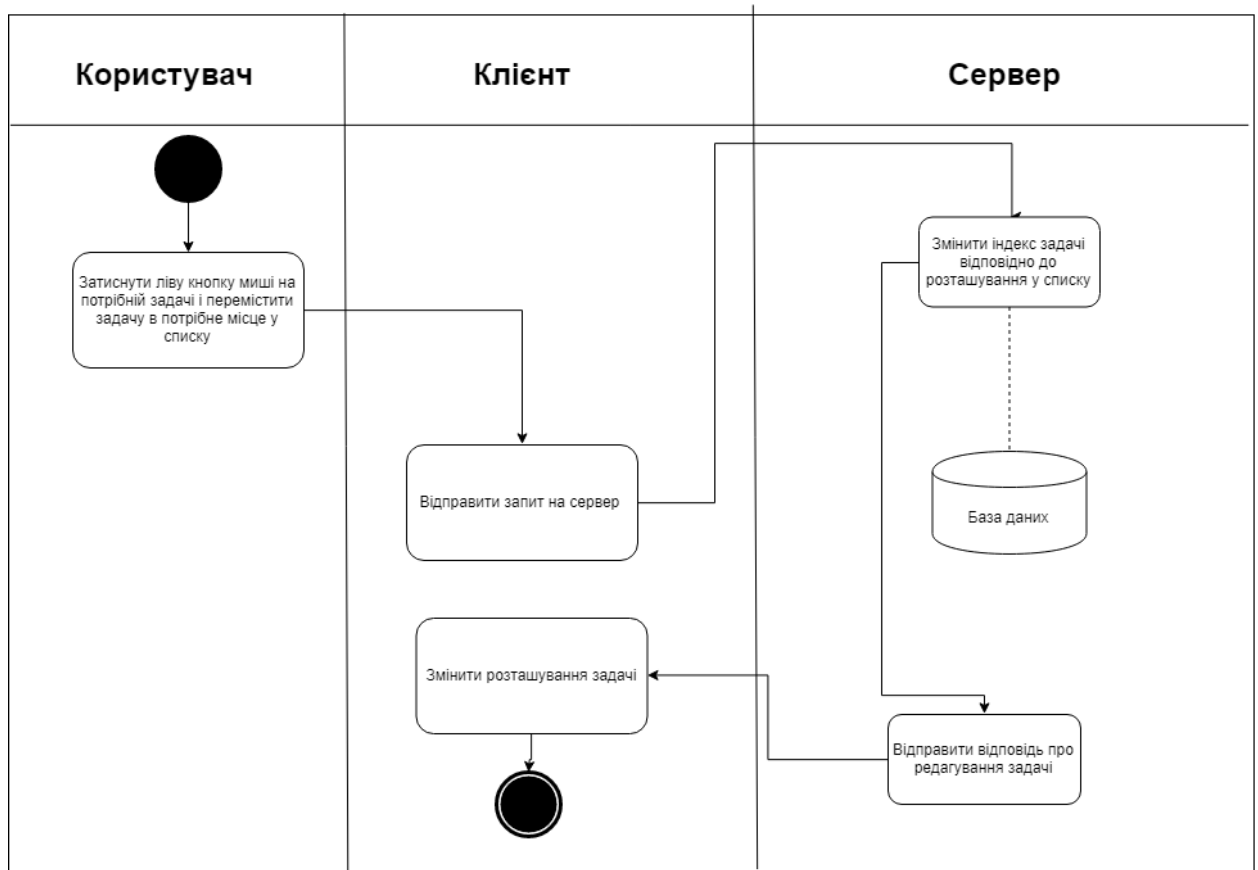 Користувач
Клієнт
Сервер
Затиснути ліву кнопку миші на
потрібній задачі і перемістити
задачу в потрібне місце у
списку
Змінити індекс задачі
відповідно до
розташування у списку
Відправити запит на сервер
База даних
Змінити розташування задачі
Відправити відповідь про
редагування задачі